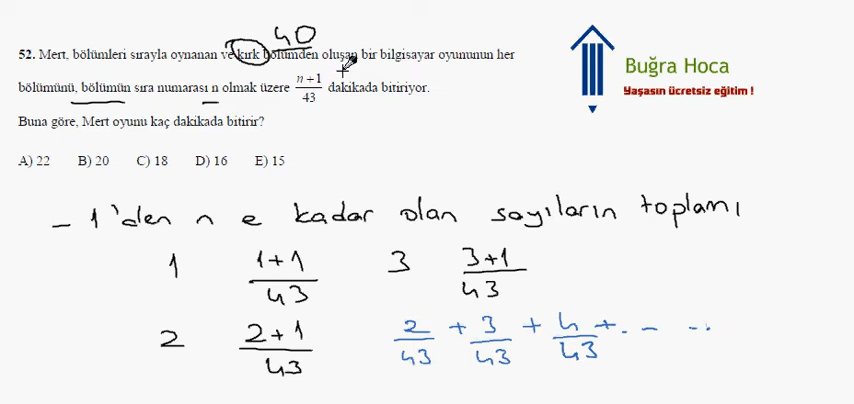 40
52. Mert, bölümleri sırayla oynanan ve kırk bölümden oluşan bir bilgisayar oyununun her
bölümünü, bölümün sıra numarası n olmak üzere n+1/43 dakikada bitiriyor.
Buna göre, Mert oyunu kaç dakikada bitirir?
A) 22 B) 20 C) 18 D) 16 E) 15
Buğra Hoca
Yaşasın ücretsiz eğitim !
- 1'den n e kadar olan sayıların toplamı
1 1+1/43 3 3+1/43
2 2+1/43 2/43 + 3/43 + 4/43 + . - ..